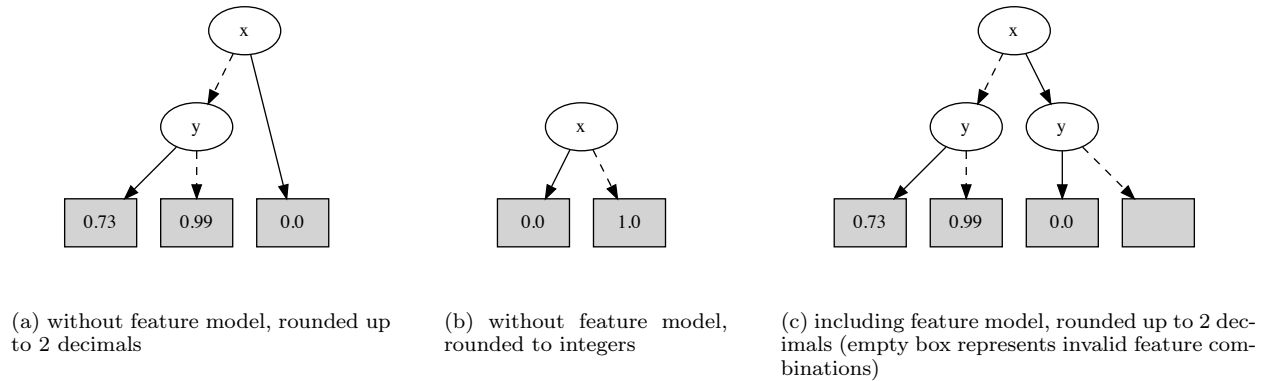 x
y
0.73 0.99 0.0
(a) without feature model, rounded up
to 2 decimals
x
0.0 1.0
(b) without feature model,
rounded to integers
x
y y
0.73 0.99 0.0
(c) including feature model, rounded up to 2 dec-
imals (empty box represents invalid feature com-
binations)